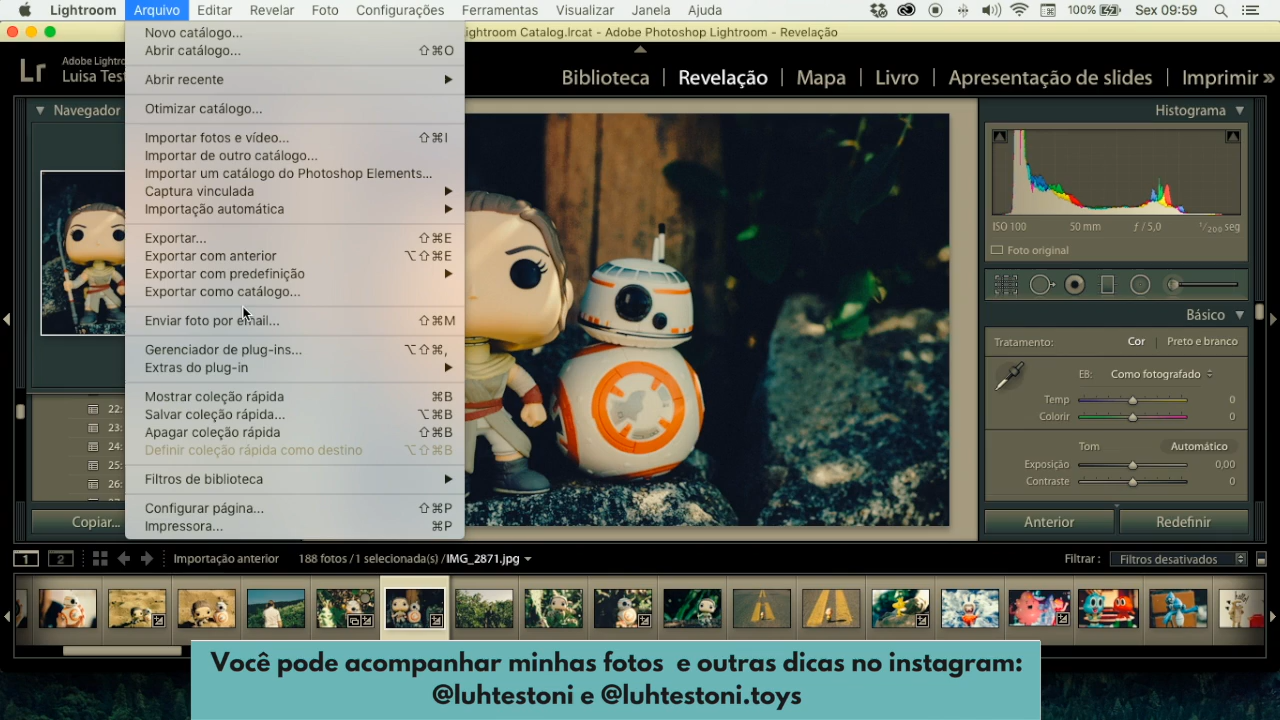 Lightroom Arquivo Editar Revelar Foto Configurações Ferramentas Visualizar Janela Ajuda 100% Sex 09:59
ightroom Catalog.lrcat - Adobe Photoshop Lightroom - Revelação
Lr
Adobe Lightro
Luisa Test
Biblioteca | Revelação | Mapa | Livro | Apresentação de slides | Imprimir »
Navegador
Novo catálogo...
Abrir catálogo... ⇧⌘O
Abrir recente
Otimizar catálogo...
Importar fotos e vídeo... ⇧⌘I
Importar de outro catálogo...
Importar um catálogo do Photoshop Elements...
Captura vinculada
Importação automática
Exportar... ⇧⌘E
Exportar com anterior ⌥⇧⌘E
Exportar com predefinição
Exportar como catálogo...
Enviar foto por email... ⇧⌘M
Gerenciador de plug-ins... ⌥⇧⌘,
Extras do plug-in
Mostrar coleção rápida ⌘B
Salvar coleção rápida... ⌥⌘B
Apagar coleção rápida ⇧⌘B
Definir coleção rápida como destino ⌥⇧⌘B
Filtros de biblioteca
Configurar página... ⇧⌘P
Impressora... ⌘P
22:
23:
24:
25:
26:
Copiar...
Histograma
ISO 100 50 mm ƒ / 5,0 1/200 seg
Foto original
Básico
Tratamento: Cor | Preto e branco
EB: Como fotografado
Temp 0
Colorir 0
Tom Automático
Exposição 0,00
Contraste 0
Anterior Redefinir
1 2 Importação anterior 188 fotos /1 selecionada(s) /IMG_2871.jpg Filtrar : Filtros desativados
Você pode acompanhar minhas fotos e outras dicas no instagram:
@luhtestoni e @luhtestoni.toys